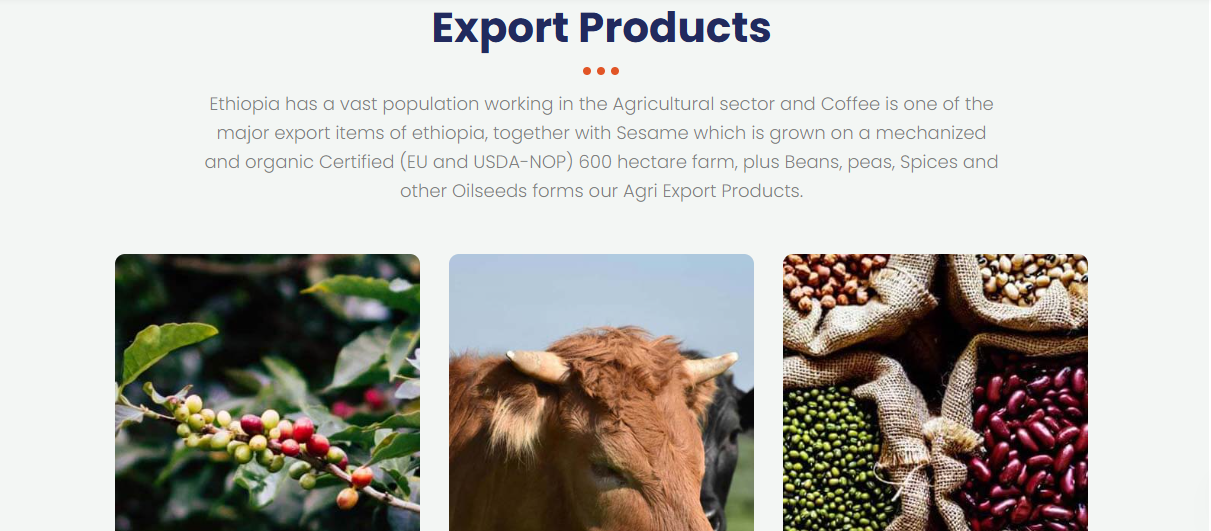 Export Products
Ethiopia has a vast population working in the Agricultural sector and Coffee is one of the
major export items of ethiopia, together with Sesame which is grown on a mechanized
and organic Certified (EU and USDA-NOP) 600 hectare farm, plus Beans, peas, Spices and
other Oilseeds forms our Agri Export Products.